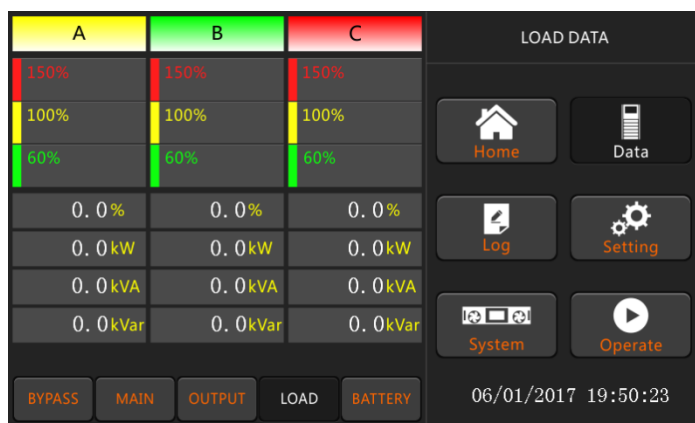 A B C
150% 150% 150%
100% 100% 100%
60% 60% 60%
0.0% 0.0% 0.0%
0.0kW 0.0kW 0.0kW
0.0kVA 0.0kVA 0.0kVA
0.0kVar 0.0kVar 0.0kVar
BYPASS MAIN OUTPUT LOAD BATTERY
LOAD DATA
Home Data
Log Setting
System Operate
06/01/2017 19:50:23